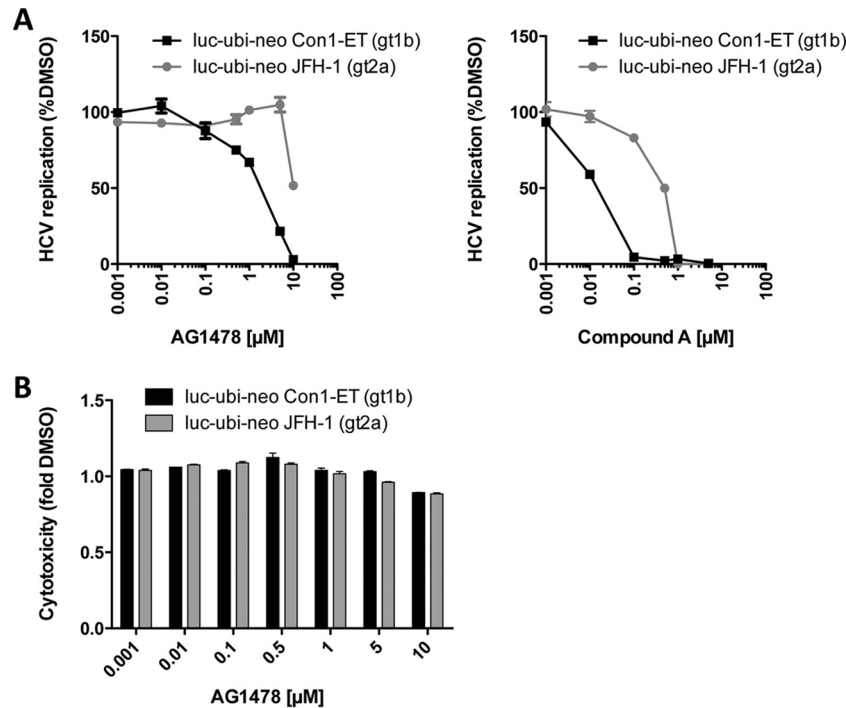 A
150
100
50
0
HCV replication (%DMSO)
luc-ubi-neo Con1-ET (gt1b)
luc-ubi-neo JFH-1 (gt2a)
0.001
0.01
0.1
1
10
100
AG1478 [µM]
150
100
50
0
HCV replication (%DMSO)
luc-ubi-neo Con1-ET (gt1b)
luc-ubi-neo JFH-1 (gt2a)
0.001
0.01
0.1
1
10
100
Compound A [µM]
B
luc-ubi-neo Con1-ET (gt1b)
luc-ubi-neo JFH-1 (gt2a)
1.5
1.0
0.5
0.0
Cytotoxicity (fold DMSO)
0.001
0.01
0.1
0.5
1
5
10
AG1478 [µM]